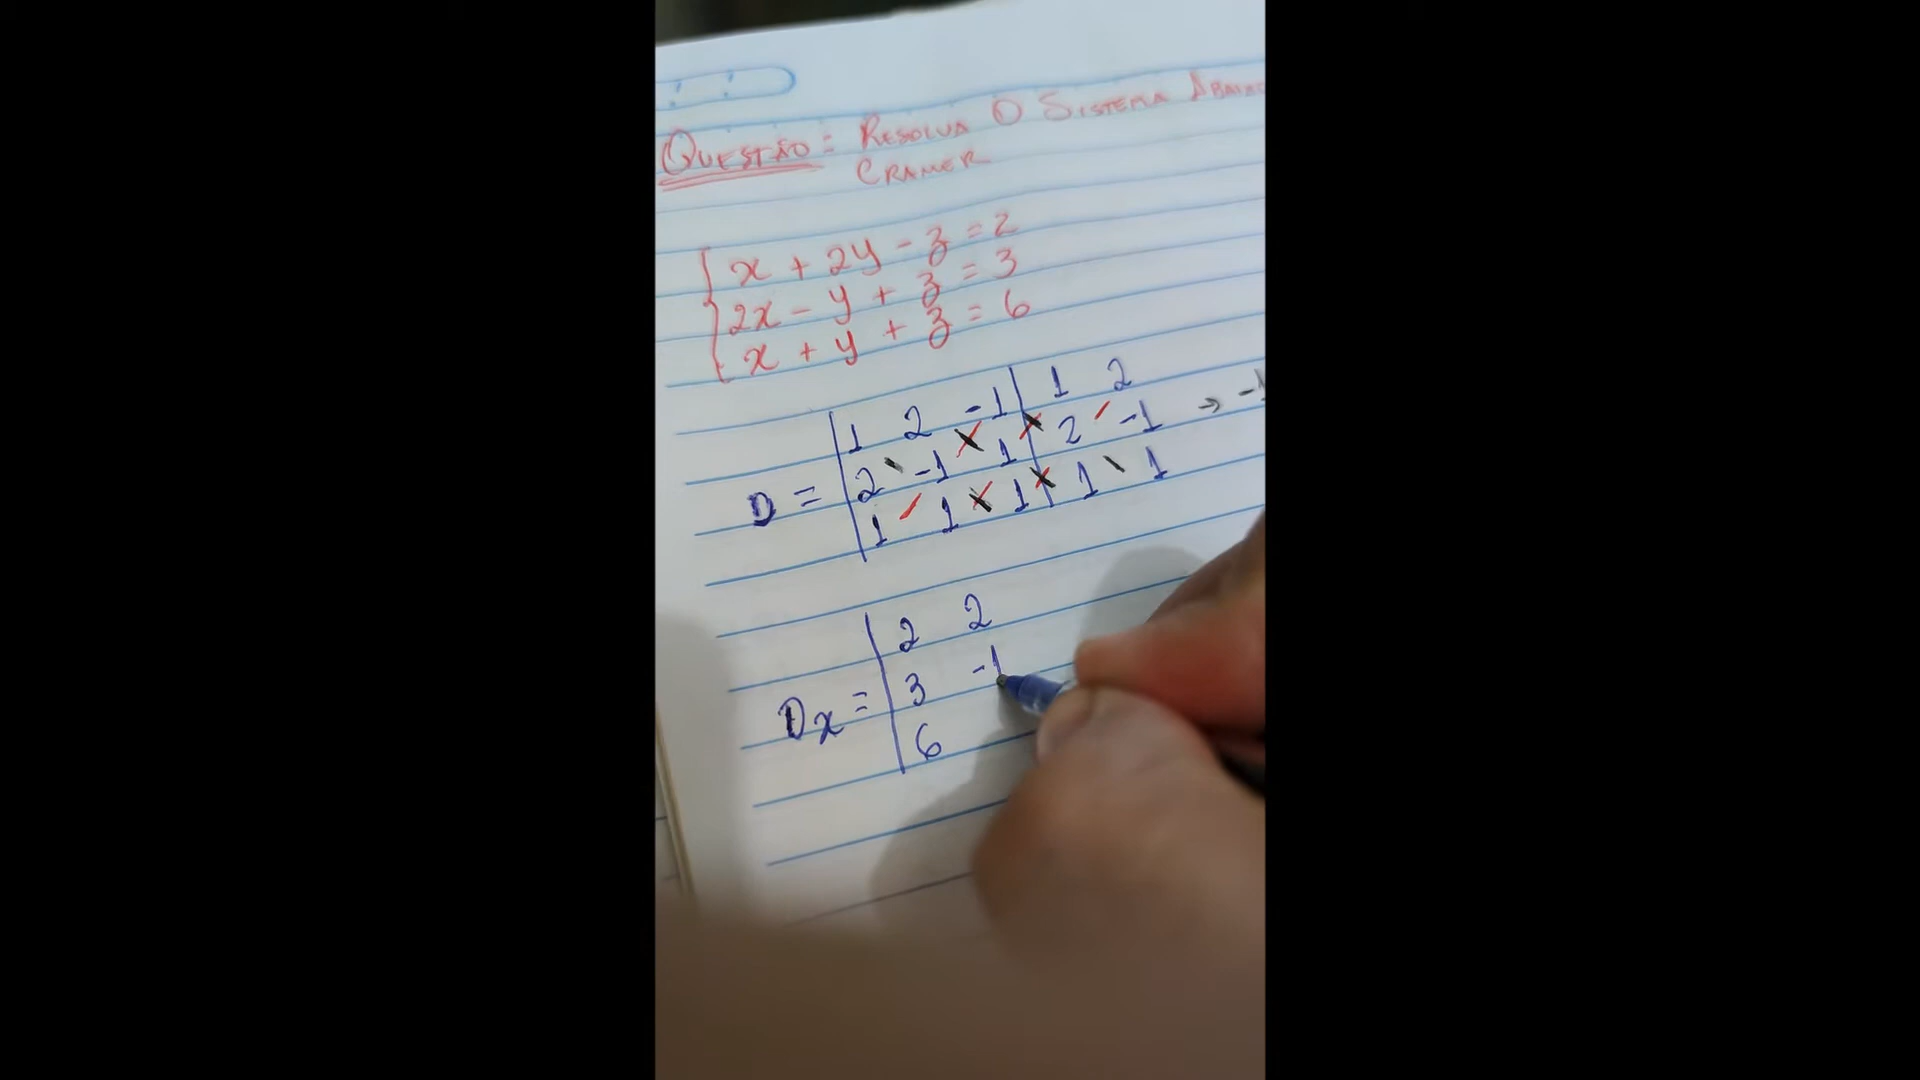 QUESTÃO: RESOLVA O SISTEMA
CRAMER
x + 2y - z = 2
2x - y + z = 3
x + y + z = 6
1 2 -1 1 2
D = 2 -1 1 2 -1 →
1 1 1 1 1
2 2
Dx = 3 -1
6